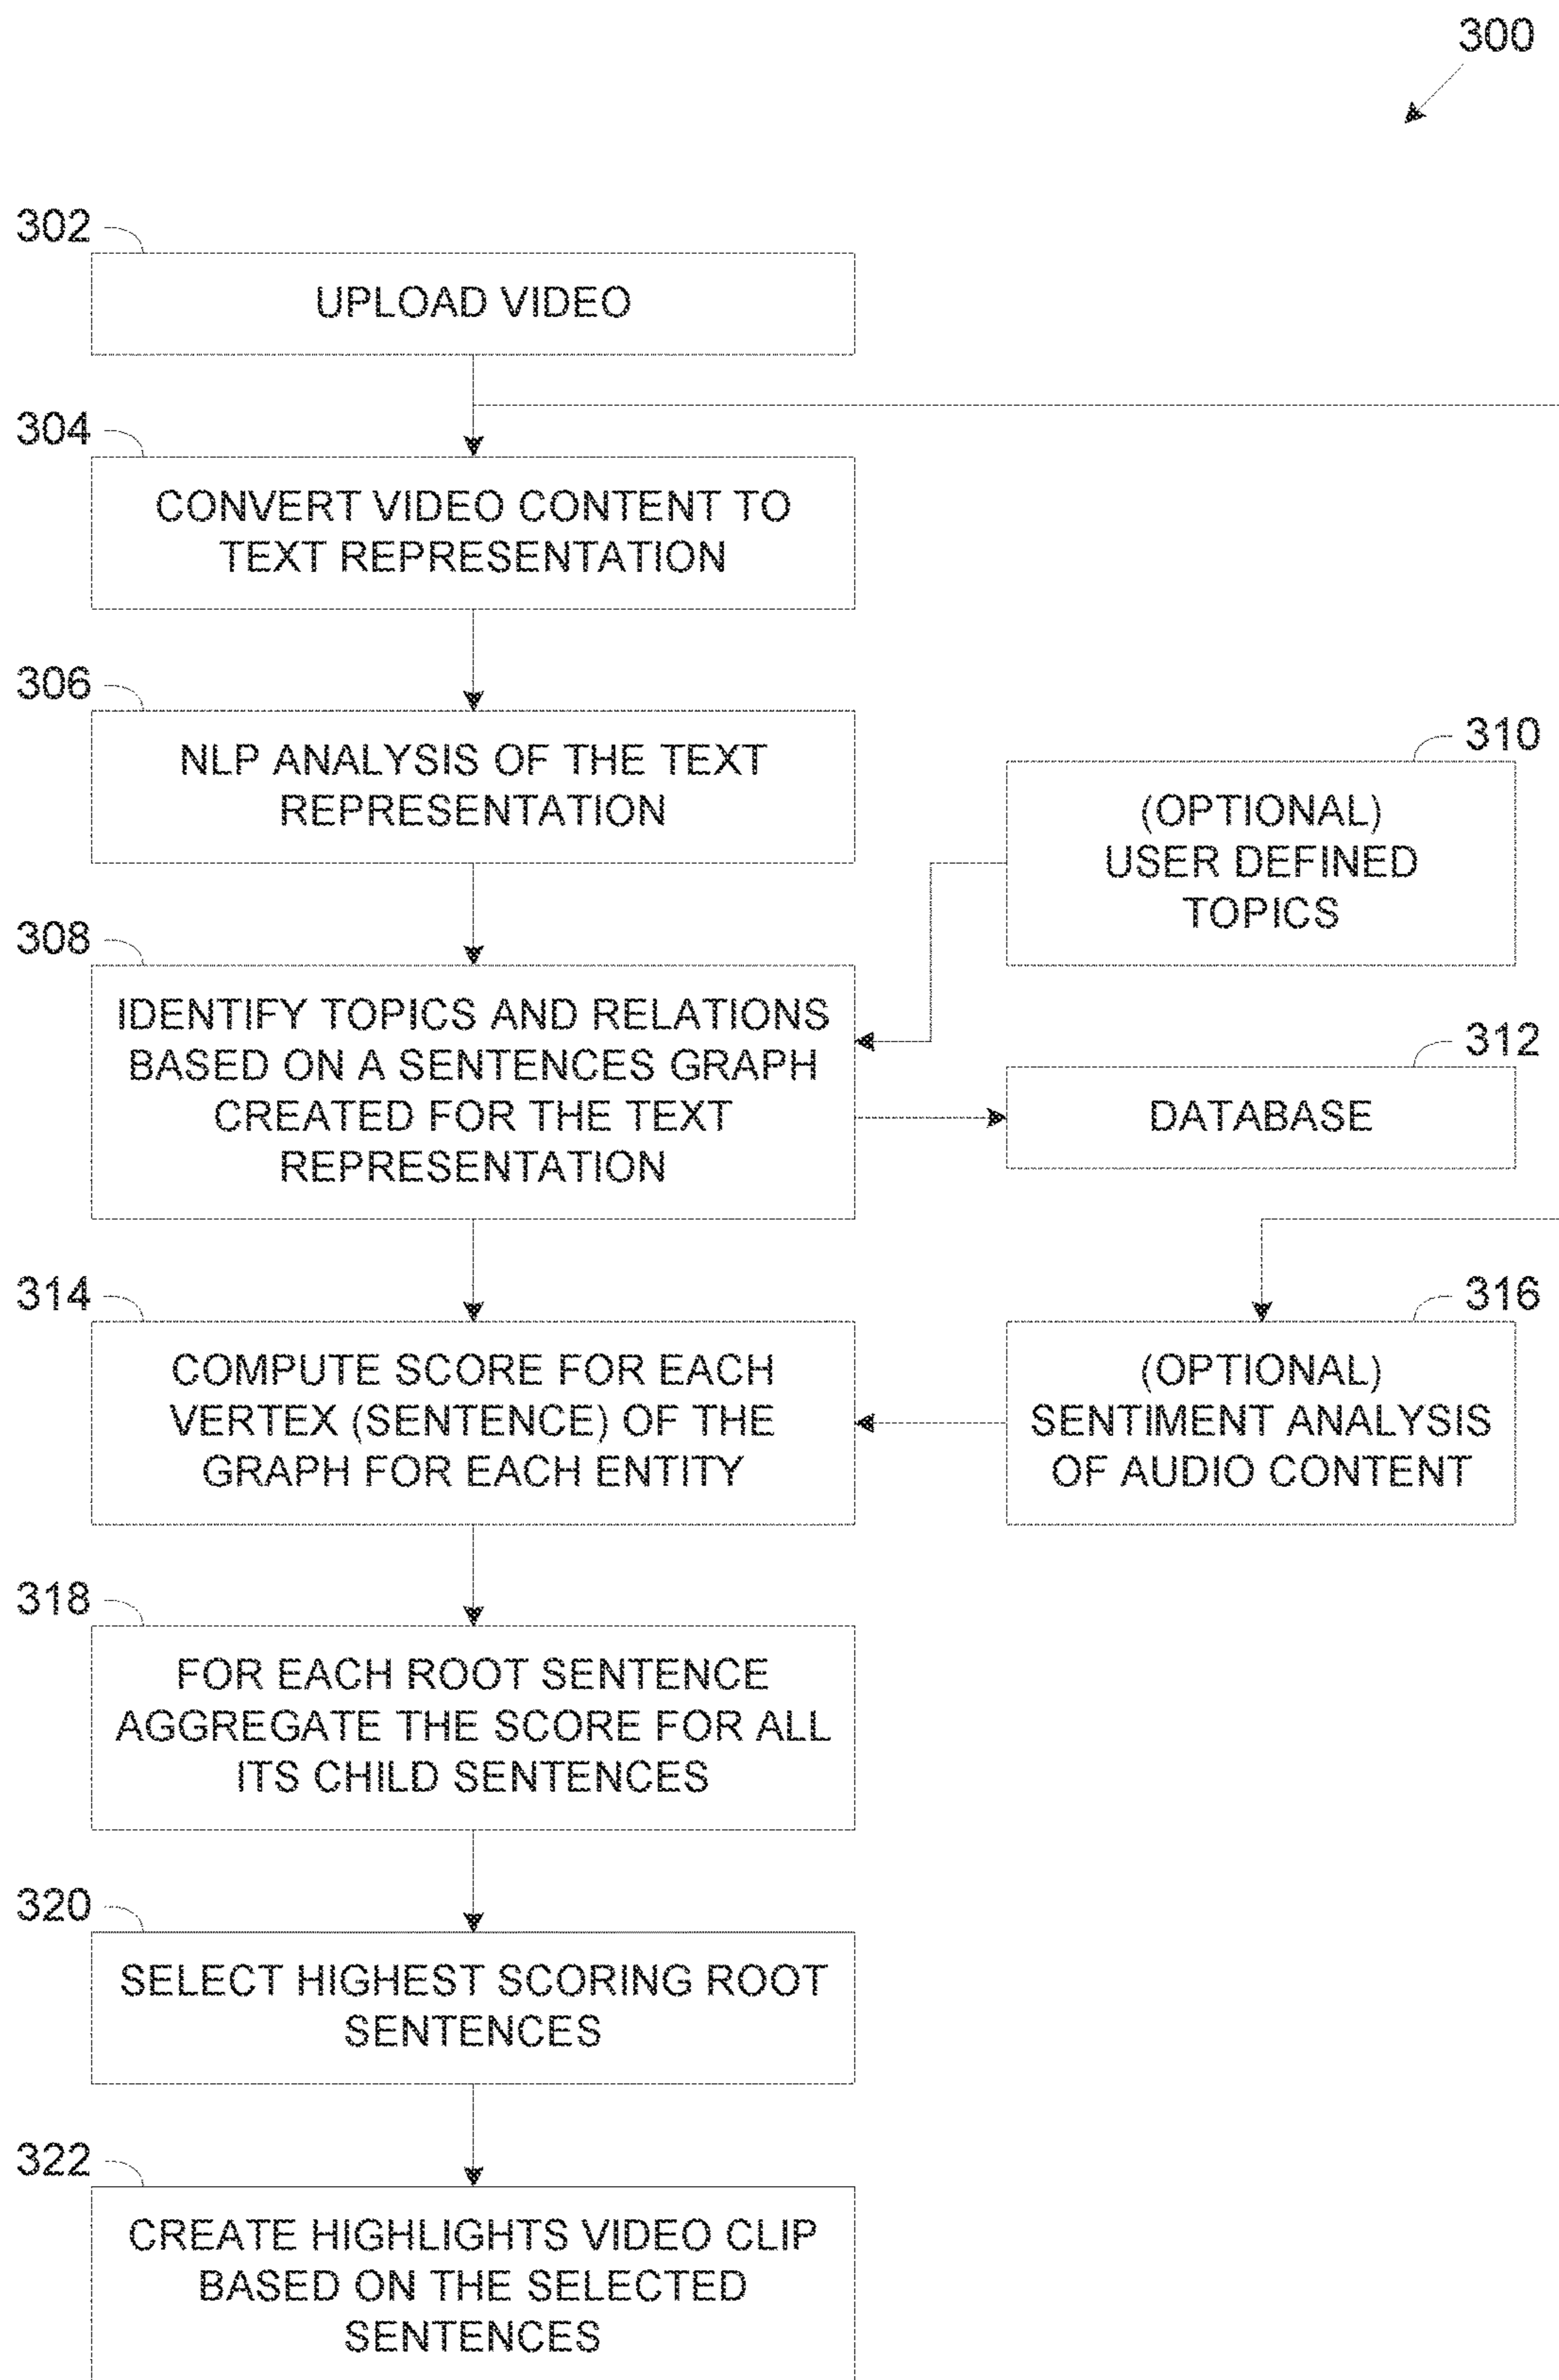 300
302
UPLOAD VIDEO
304
CONVERT VIDEO CONTENT TO
TEXT REPRESENTATION
306
NLP ANALYSIS OF THE TEXT
REPRESENTATION
310
(OPTIONAL)
USER DEFINED
TOPICS
308
IDENTIFY TOPICS AND RELATIONS
BASED ON A SENTENCES GRAPH
CREATED FOR THE TEXT
REPRESENTATION
312
DATABASE
314
COMPUTE SCORE FOR EACH
VERTEX (SENTENCE) OF THE
GRAPH FOR EACH ENTITY
316
(OPTIONAL)
SENTIMENT ANALYSIS
OF AUDIO CONTENT
318
FOR EACH ROOT SENTENCE
AGGREGATE THE SCORE FOR ALL
ITS CHILD SENTENCES
320
SELECT HIGHEST SCORING ROOT
SENTENCES
322
CREATE HIGHLIGHTS VIDEO CLIP
BASED ON THE SELECTED
SENTENCES